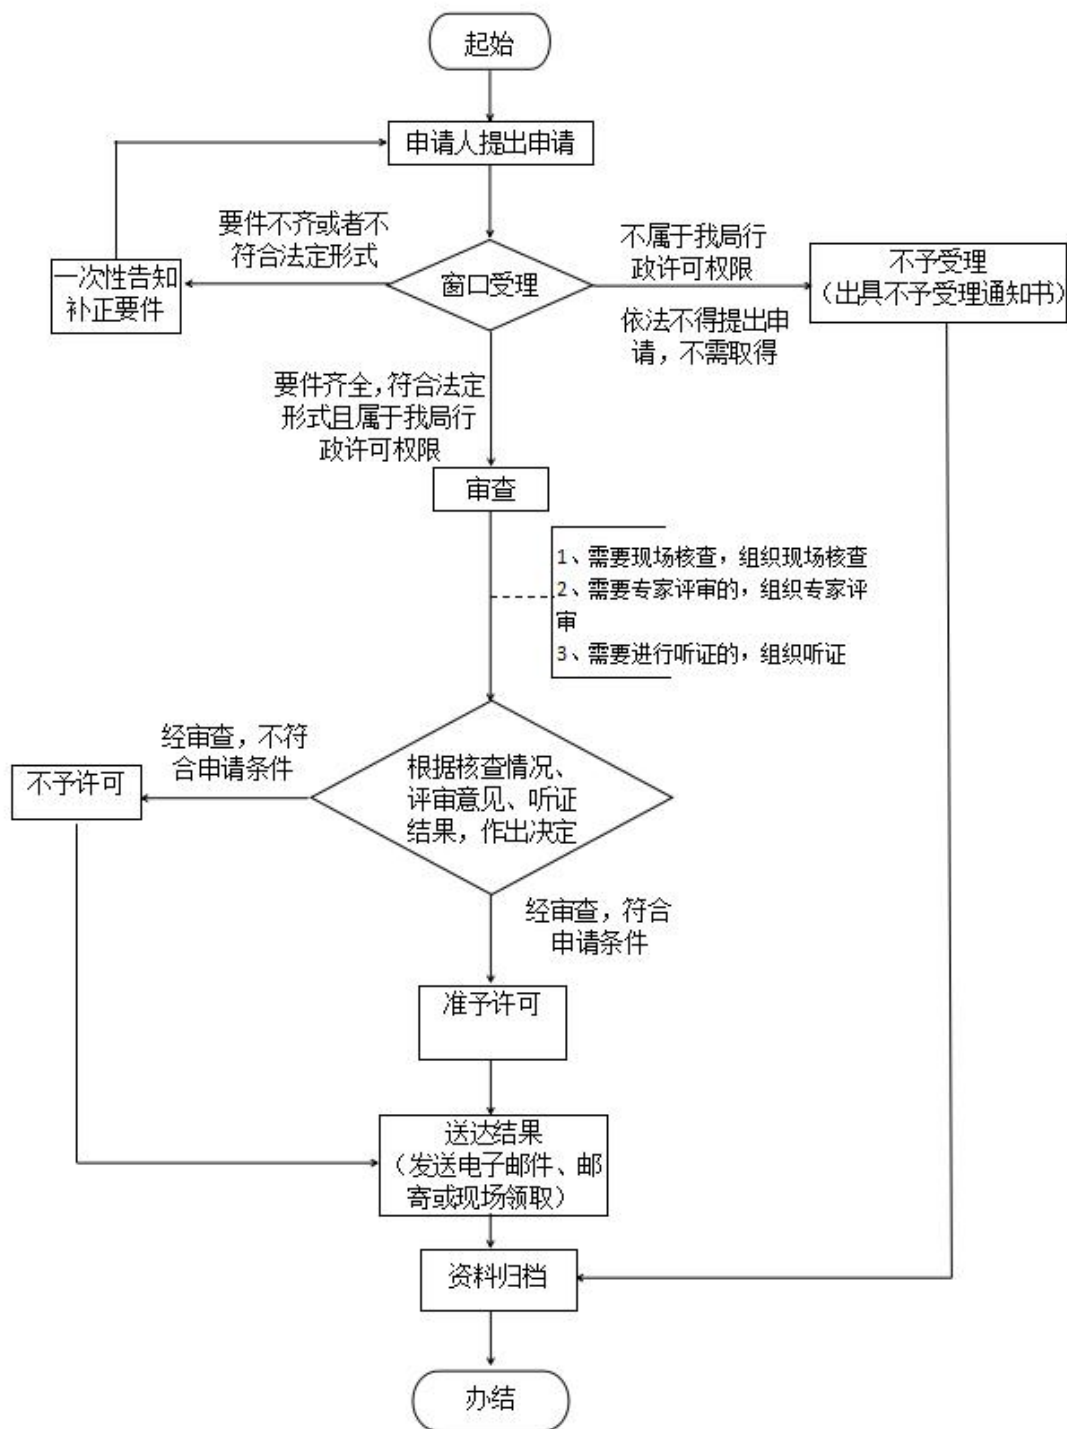 起始
申请人提出申请
要件不齐或者不
符合法定形式
不属于我局行
政许可权限
一次性告知
补正要件
窗口受理
不予受理
（出具不予受理通知书）
依法不得提出申
请，不需取得
要件齐全，符合法定
形式且属于我局行
政许可权限
审查
1、需要现场核查，组织现场核查
2、需要专家评审的，组织专家评
审
3、需要进行听证的，组织听证
经审查，不符
合申请条件
不予许可
根据核查情况、
评审意见、听证
结果，作出决定
经审查，符合
申请条件
准予许可
送达结果
（发送电子邮件、邮
寄或现场领取）
资料归档
办结